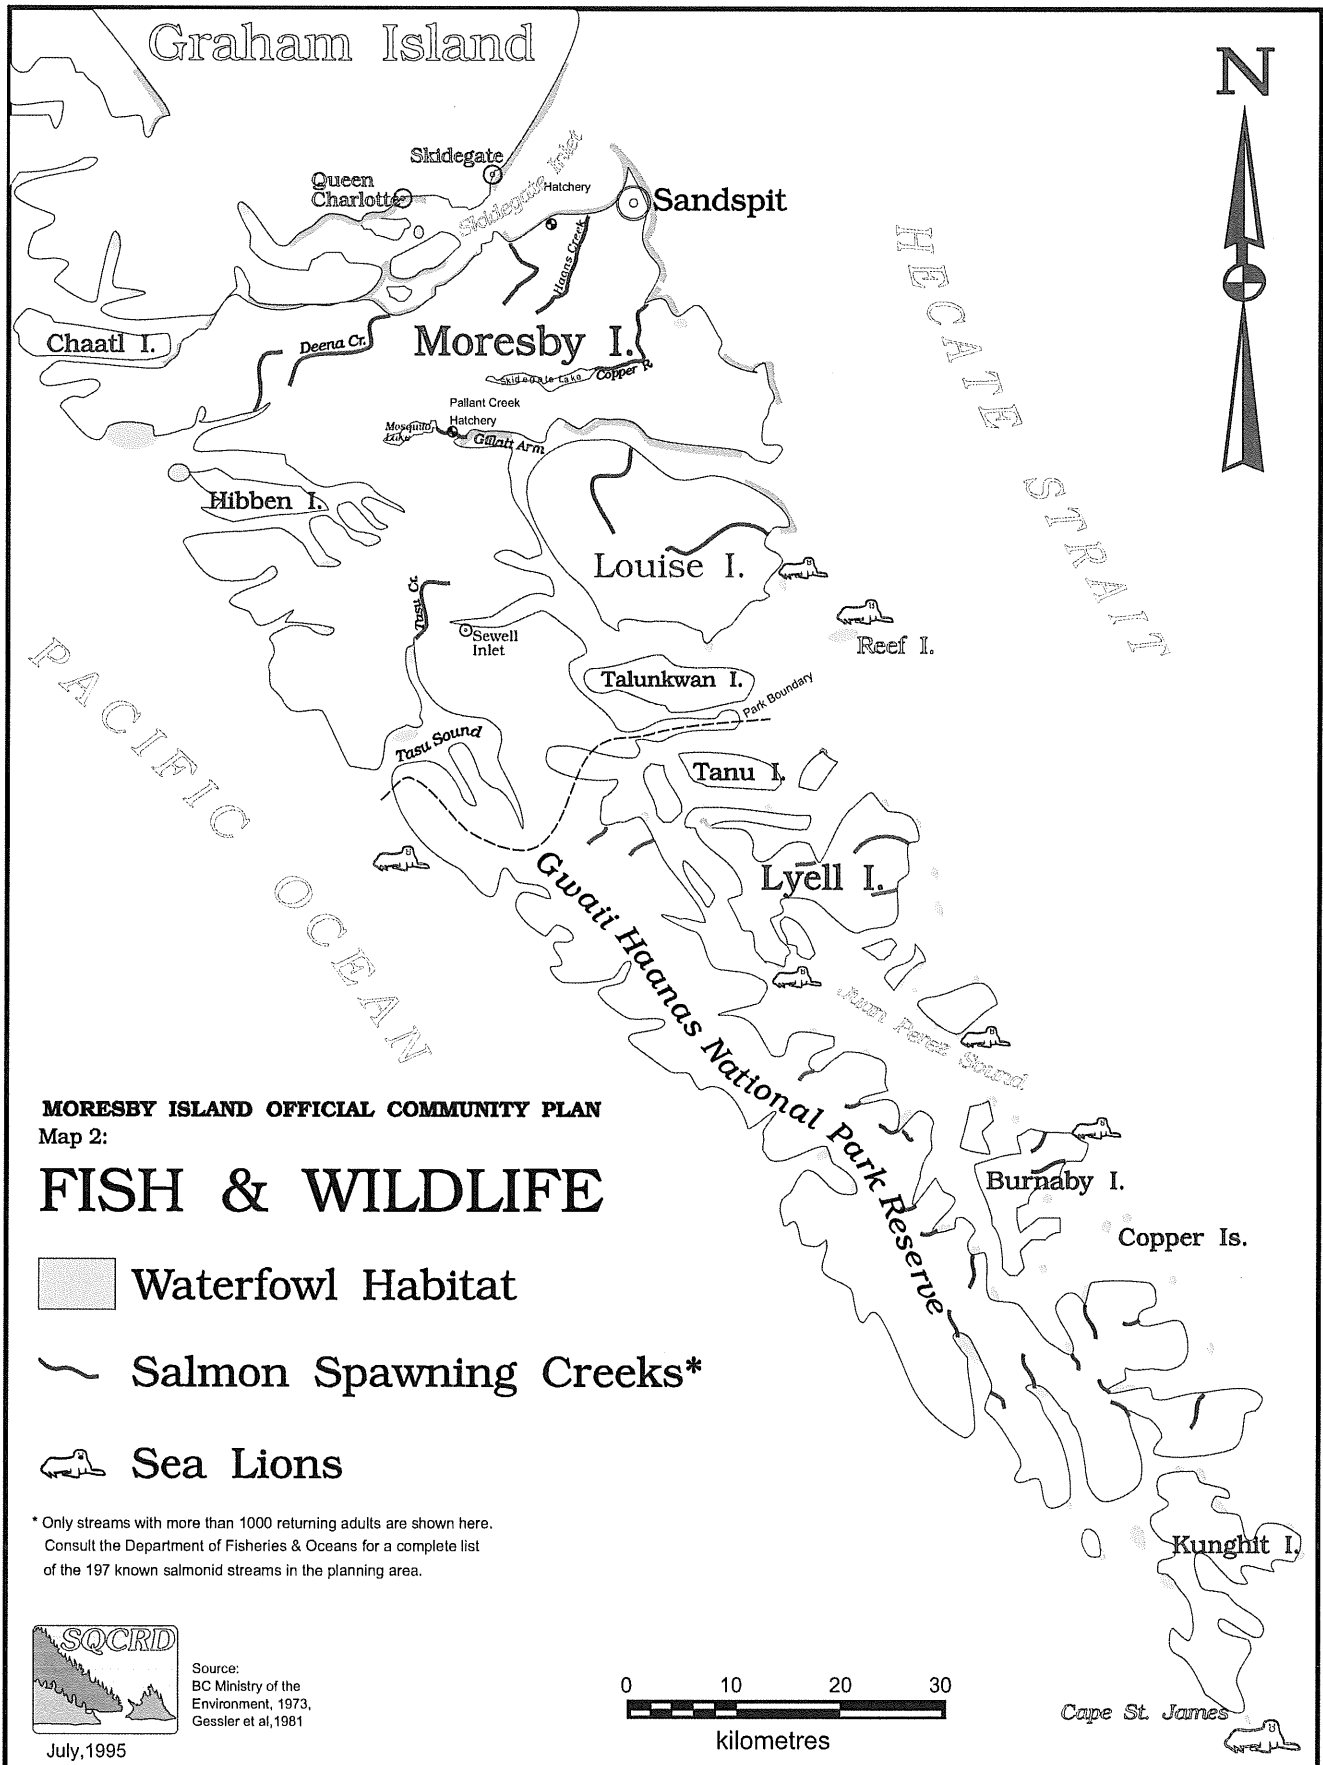 Graham Island
N
Skidegate
Queen
Charlotte
Skidegate Inlet
Hatchery
Sandspit
Haans Creek
HECATE STRAIT
Chaatl I.
Deena Cr.
Moresby I.
Skidegate Lake
Copper R.
Pallant Creek
Hatchery
Mosquito
Lake
Gillatt Arm
Hibben I.
Louise I.
Tasu Cr.
Sewell
Inlet
Reef I.
PACIFIC OCEAN
Talunkwan I.
Park Boundary
Tasu Sound
Tanu I.
Lyell I.
Gwaii Haanas National Park Reserve
Juan Perez Sound
MORESBY ISLAND OFFICIAL COMMUNITY PLAN
Map 2:
FISH & WILDLIFE
Burnaby I.
Copper Is.
Waterfowl Habitat
Salmon Spawning Creeks*
Sea Lions
* Only streams with more than 1000 returning adults are shown here.
Consult the Department of Fisheries & Oceans for a complete list
of the 197 known salmonid streams in the planning area.
Kunghit I.
SQCRD
Source:
BC Ministry of the
Environment, 1973,
Gessler et al,1981
July,1995
0 10 20 30
kilometres
Cape St. James